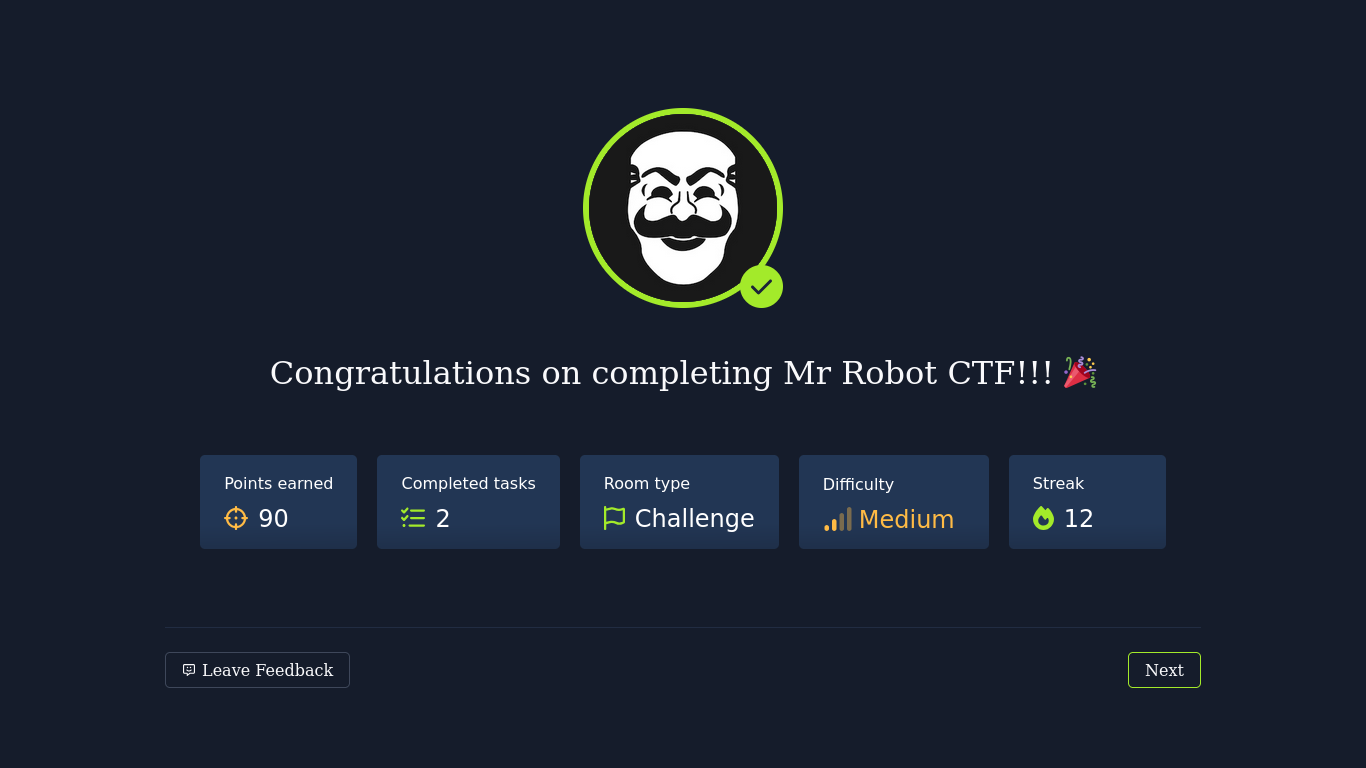 Congratulations on completing Mr Robot CTF!!! 🎉
Points earned
90
Completed tasks
2
Room type
Challenge
Difficulty
Medium
Streak
12
Leave Feedback
Next